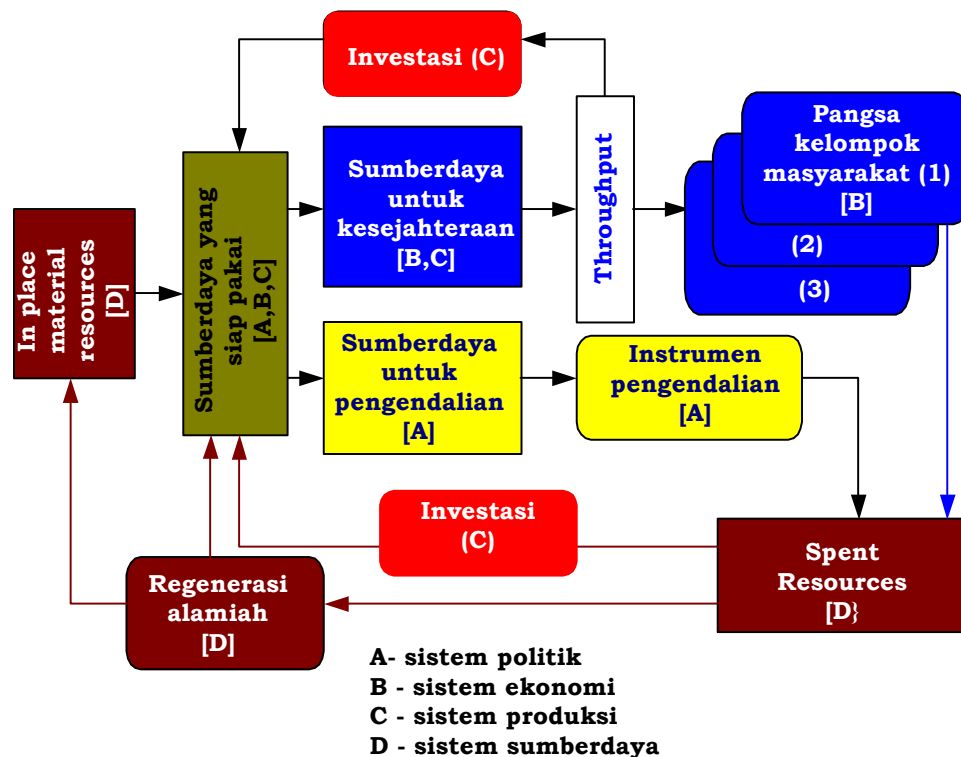 Investasi (C)
In place
material
resources
[D]
Sumberdaya yang
siap pakai
[A,B,C]
Sumberdaya
untuk
kesejahteraan
[B,C]
Throughput
Pangsa
kelompok
masyarakat (1)
[B]
(2)
(3)
Sumberdaya
untuk
pengendalian
[A]
Instrumen
pengendalian
[A]
Investasi
(C)
Regenerasi
alamiah
[D]
Spent
Resources
[D}
A- sistem politik
B - sistem ekonomi
C - sistem produksi
D - sistem sumberdaya